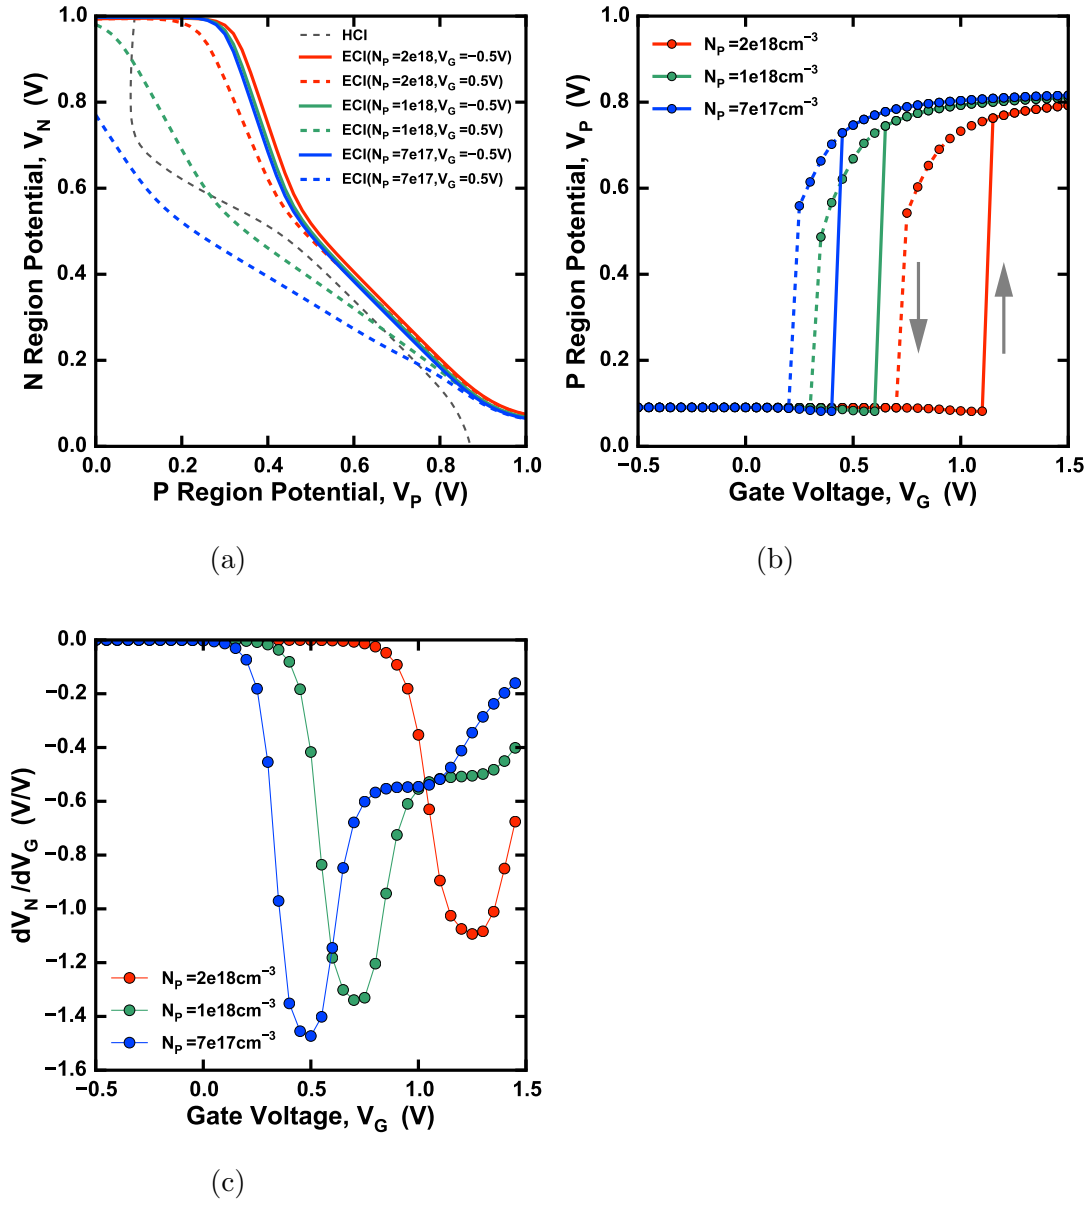 1.0
0.8
0.6
0.4
0.2
0.0
N Region Potential, V_N (V)
HCI
ECI(N_P=2e18,V_G=−0.5V)
ECI(N_P=2e18,V_G=0.5V)
ECI(N_P=1e18,V_G=−0.5V)
ECI(N_P=1e18,V_G=0.5V)
ECI(N_P=7e17,V_G=−0.5V)
ECI(N_P=7e17,V_G=0.5V)
0.0 0.2 0.4 0.6 0.8 1.0
P Region Potential, V_P (V)
(a)
1.0
0.8
0.6
0.4
0.2
0.0
P Region Potential, V_P (V)
N_P=2e18cm⁻³
N_P=1e18cm⁻³
N_P=7e17cm⁻³
−0.5 0.0 0.5 1.0 1.5
Gate Voltage, V_G (V)
(b)
0.0
−0.2
−0.4
−0.6
−0.8
−1.0
−1.2
−1.4
−1.6
dV_N/dV_G (V/V)
N_P=2e18cm⁻³
N_P=1e18cm⁻³
N_P=7e17cm⁻³
−0.5 0.0 0.5 1.0 1.5
Gate Voltage, V_G (V)
(c)